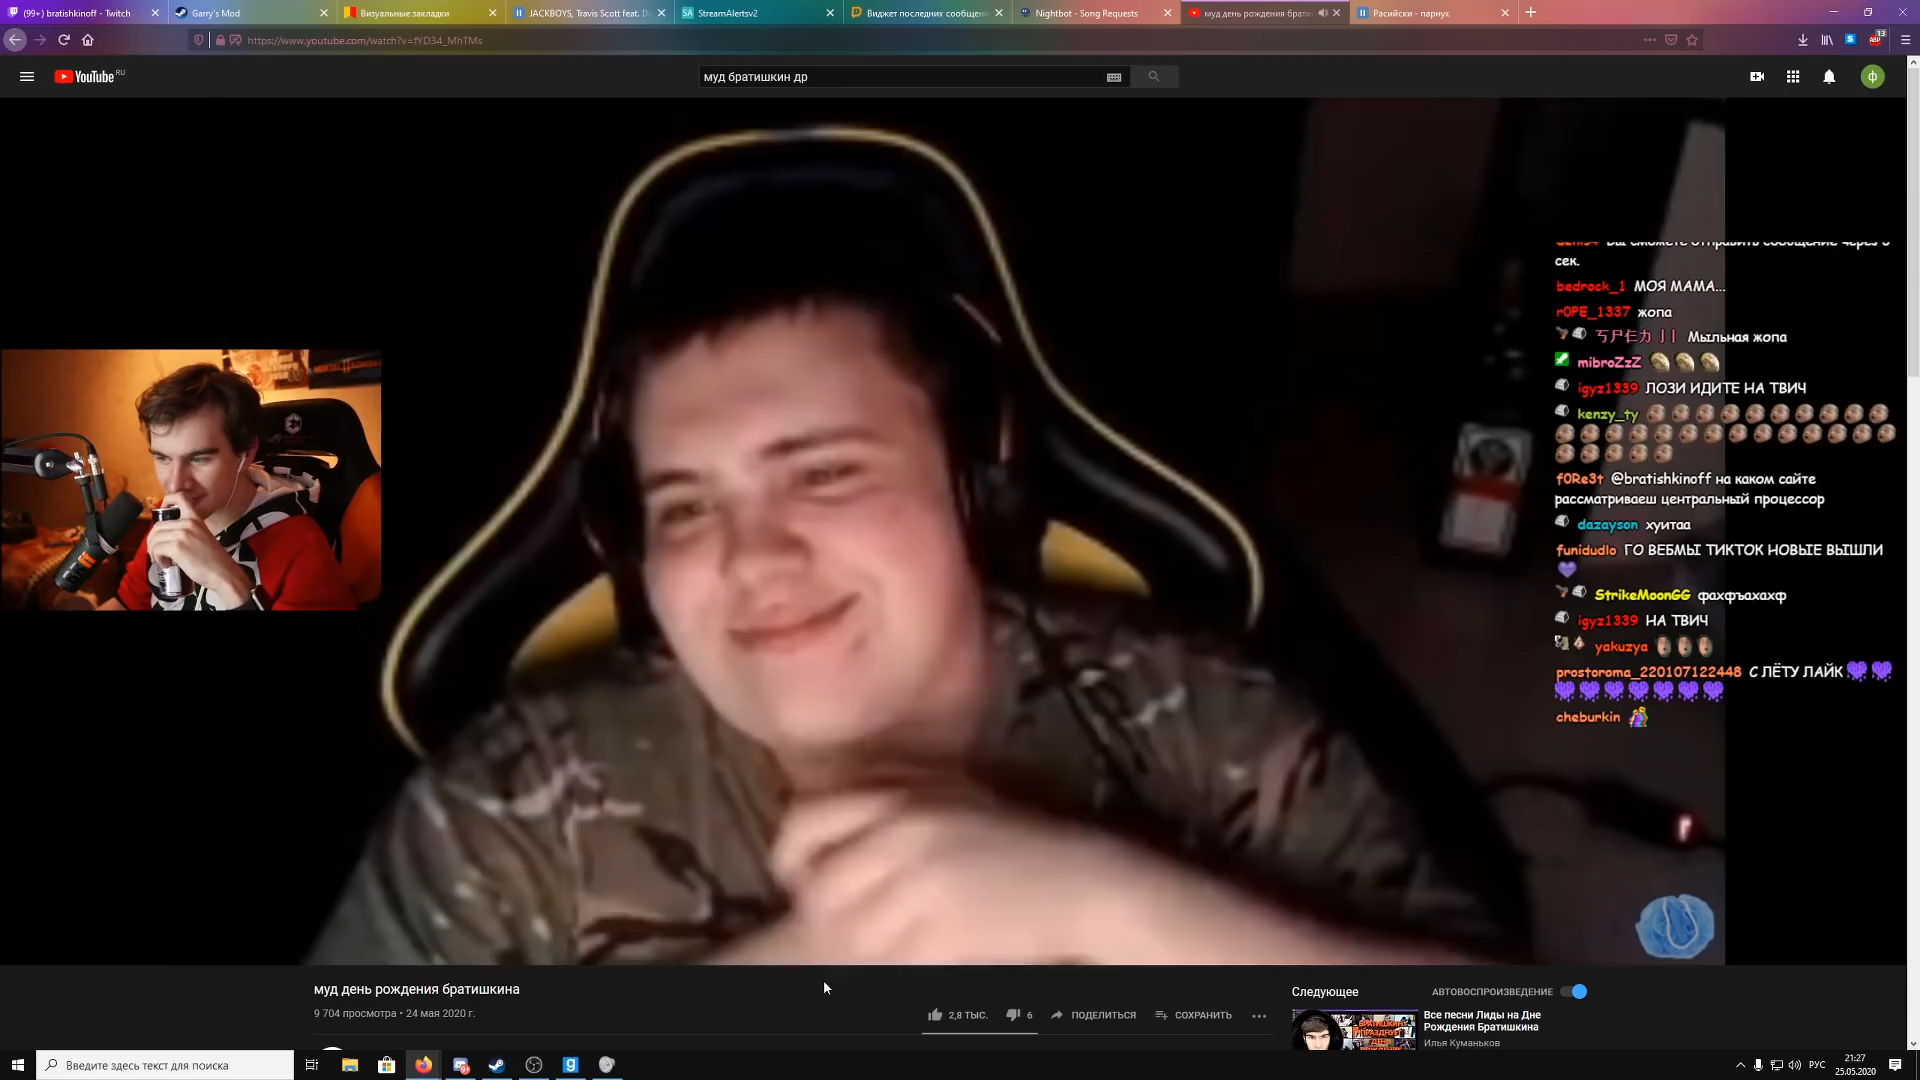 (99+) bratishkinoff - Twitch
Garry's Mod
Визуальные закладки
JACKBOYS, Travis Scott feat.
StreamAlertsv2
Виджет последних сообщен
Nightbot - Song Requests
муд день рождения брати
Расийски - парнух
https://www.youtube.com/watch?v=fYD34_MhTMs
13
YouTube RU
муд братишкин др
ф
сек.
bedrock_1 МОЯ МАМА...
r0PE_1337 жопа
Мыльная жопа
mibroZzZ
igyz1339 ЛОЗИ ИДИТЕ НА ТВИЧ
kenzy_ty
f0Re3t @bratishkinoff на каком сайте
рассматриваеш центральный процессор
dazayson хуитаа
funidudlo ГО ВЕБМЫ ТИКТОК НОВЫЕ ВЫШЛИ
StrikeMoonGG фахфъахахф
igyz1339 НА ТВИЧ
yakuzya
prostoroma_220107122448 С ЛЁТУ ЛАЙК
cheburkin
муд день рождения братишкина
9 704 просмотра • 24 мая 2020 г.
2,8 ТЫС.
6
ПОДЕЛИТЬСЯ
СОХРАНИТЬ
Следующее
АВТОВОСПРОИЗВЕДЕНИЕ
Все песни Лиды на Дне
Рождения Братишкина
Илья Куманьков
Введите здесь текст для поиска
РУС
21:27
25.05.2020